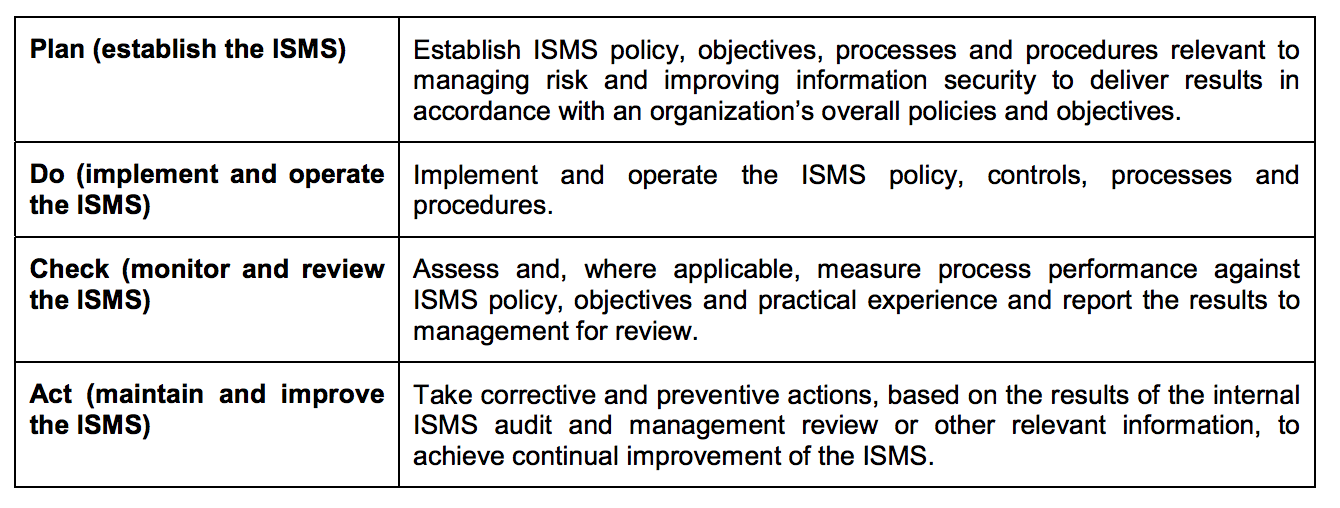 Plan (establish the ISMS)
Establish ISMS policy, objectives, processes and procedures relevant to
managing risk and improving information security to deliver results in
accordance with an organization’s overall policies and objectives.
Do (implement and operate
the ISMS)
Implement and operate the ISMS policy, controls, processes and
procedures.
Check (monitor and review
the ISMS)
Assess and, where applicable, measure process performance against
ISMS policy, objectives and practical experience and report the results to
management for review.
Act (maintain and improve
the ISMS)
Take corrective and preventive actions, based on the results of the internal
ISMS audit and management review or other relevant information, to
achieve continual improvement of the ISMS.